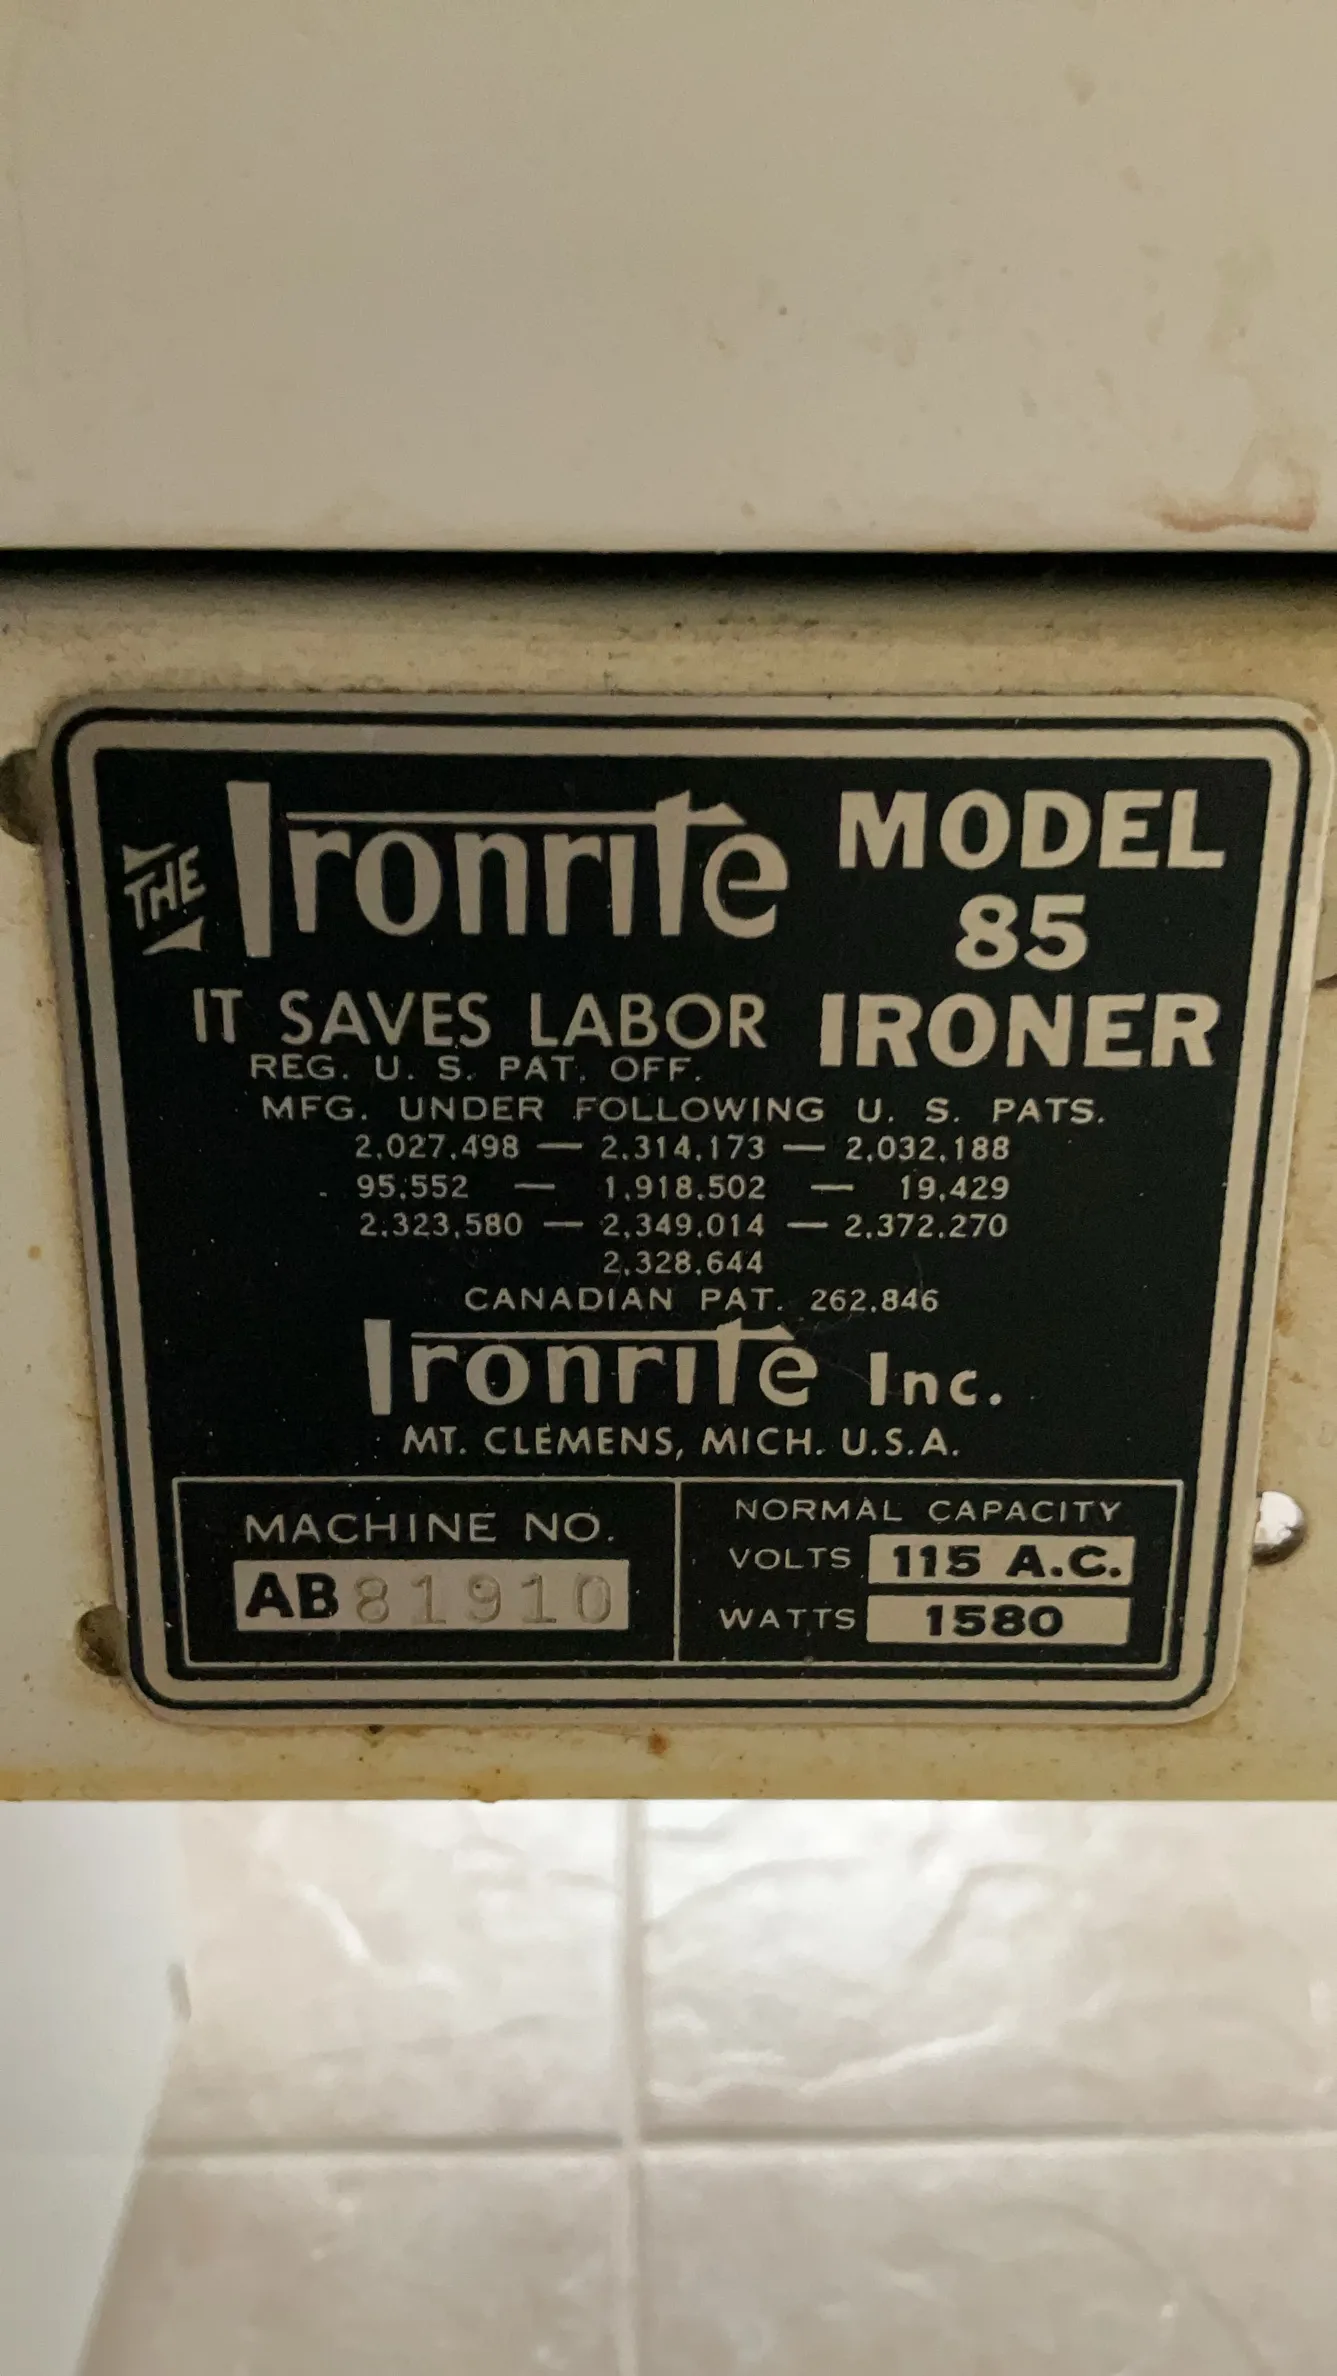 THE Ironrite MODEL
85
IT SAVES LABOR IRONER
REG. U. S. PAT. OFF.
MFG. UNDER FOLLOWING U. S. PATS.
2,027,498 — 2,314,173 — 2,032,188
95,552 — 1,918,502 — 19,429
2,323,580 — 2,349,014 — 2,372,270
2,328,644
CANADIAN PAT. 262,846
Ironrite Inc.
MT. CLEMENS, MICH. U.S.A.
MACHINE NO.
AB81910
NORMAL CAPACITY
VOLTS 115 A.C.
WATTS 1580